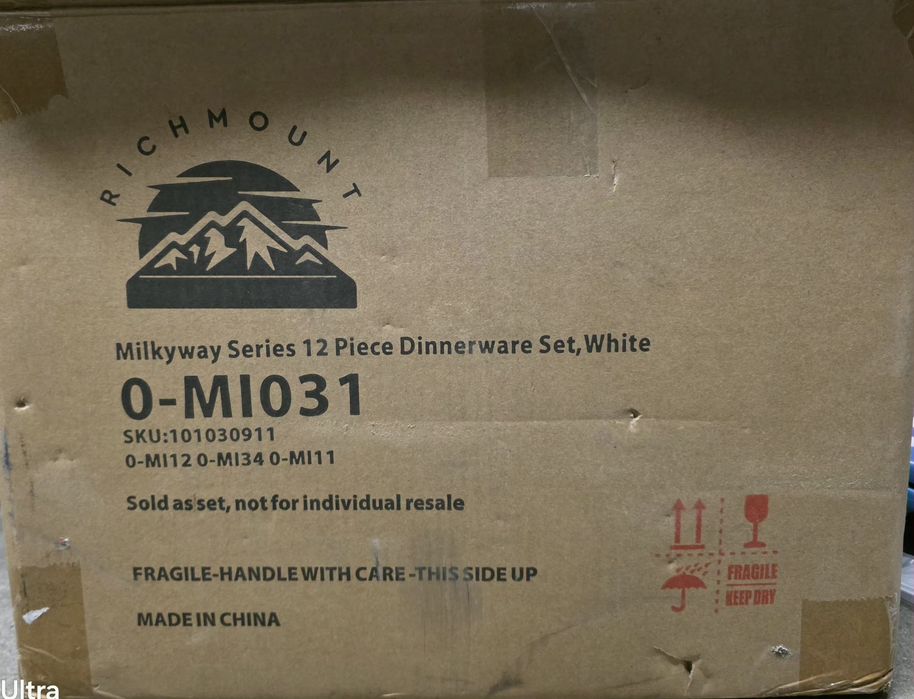 RICHMOUNT
Milkyway Series 12 Piece Dinnerware Set,White
0-MI031
SKU:101030911
0-MI12 0-MI34 0-MI11
Sold as set, not for individual resale
FRAGILE-HANDLE WITH CARE -THIS SIDE UP
MADE IN CHINA
FRAGILE
KEEP DRY
Ultra